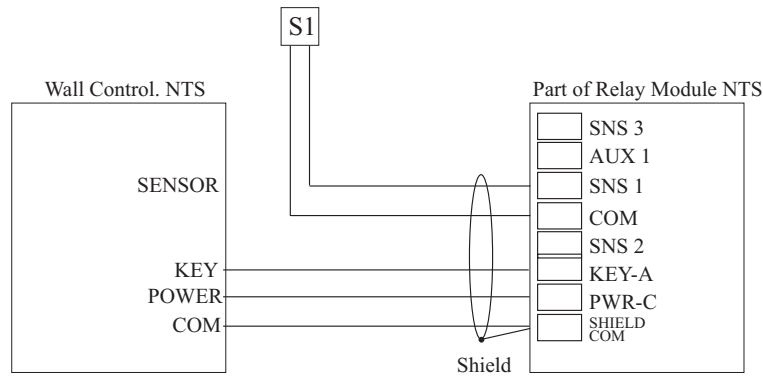 S1
Wall Control. NTS
Part of Relay Module NTS
SENSOR
KEY
POWER
COM
SNS 3
AUX 1
SNS 1
COM
SNS 2
KEY-A
PWR-C
SHIELD
COM
Shield